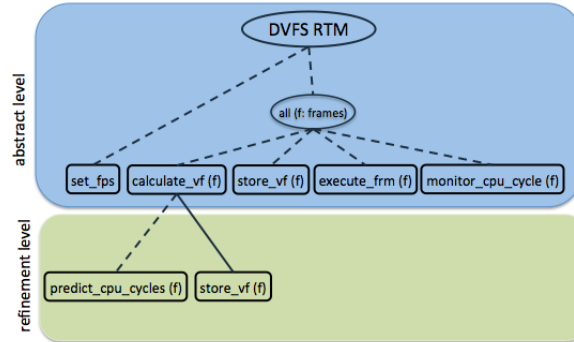 DVFS RTM
abstract level
all (f: frames)
set_fps calculate_vf (f) store_vf (f) execute_frm (f) monitor_cpu_cycle (f)
refinement level
predict_cpu_cycles (f) store_vf (f)